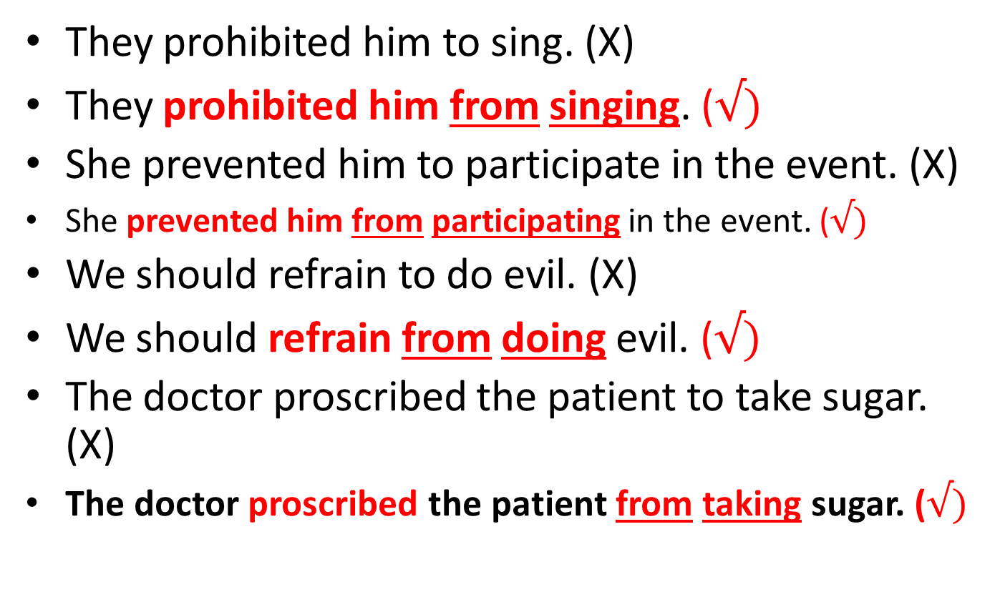 • They prohibited him to sing. (X)
• They prohibited him from singing. (√)
• She prevented him to participate in the event. (X)
• She prevented him from participating in the event. (√)
• We should refrain to do evil. (X)
• We should refrain from doing evil. (√)
• The doctor proscribed the patient to take sugar.
(X)
• The doctor proscribed the patient from taking sugar. (√)